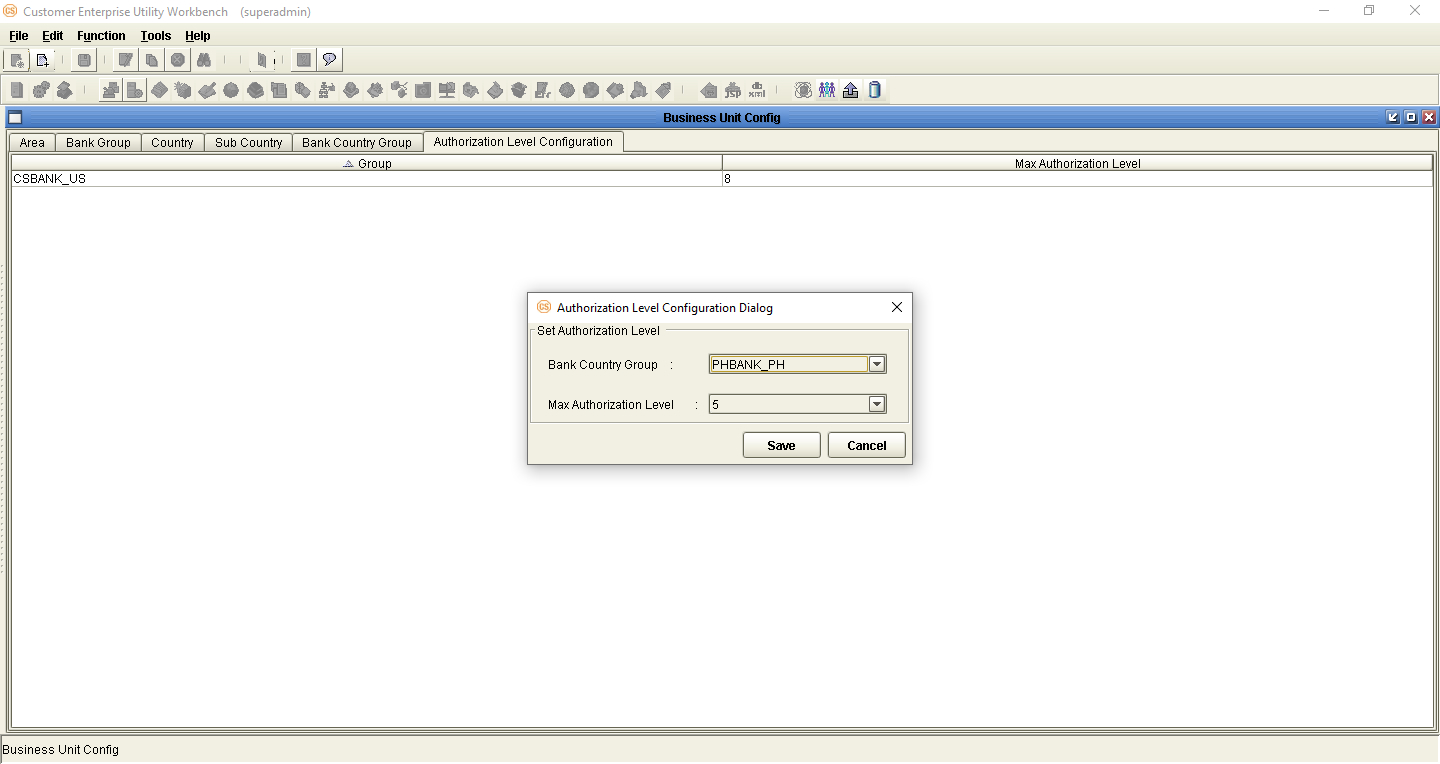 CS Customer Enterprise Utility Workbench (superadmin)
File Edit Function Tools Help
jsp xml
Business Unit Config
Area Bank Group Country Sub Country Bank Country Group Authorization Level Configuration
Group Max Authorization Level
CSBANK_US 8
CS Authorization Level Configuration Dialog
Set Authorization Level
Bank Country Group : PHBANK_PH
Max Authorization Level : 5
Save Cancel
Business Unit Config